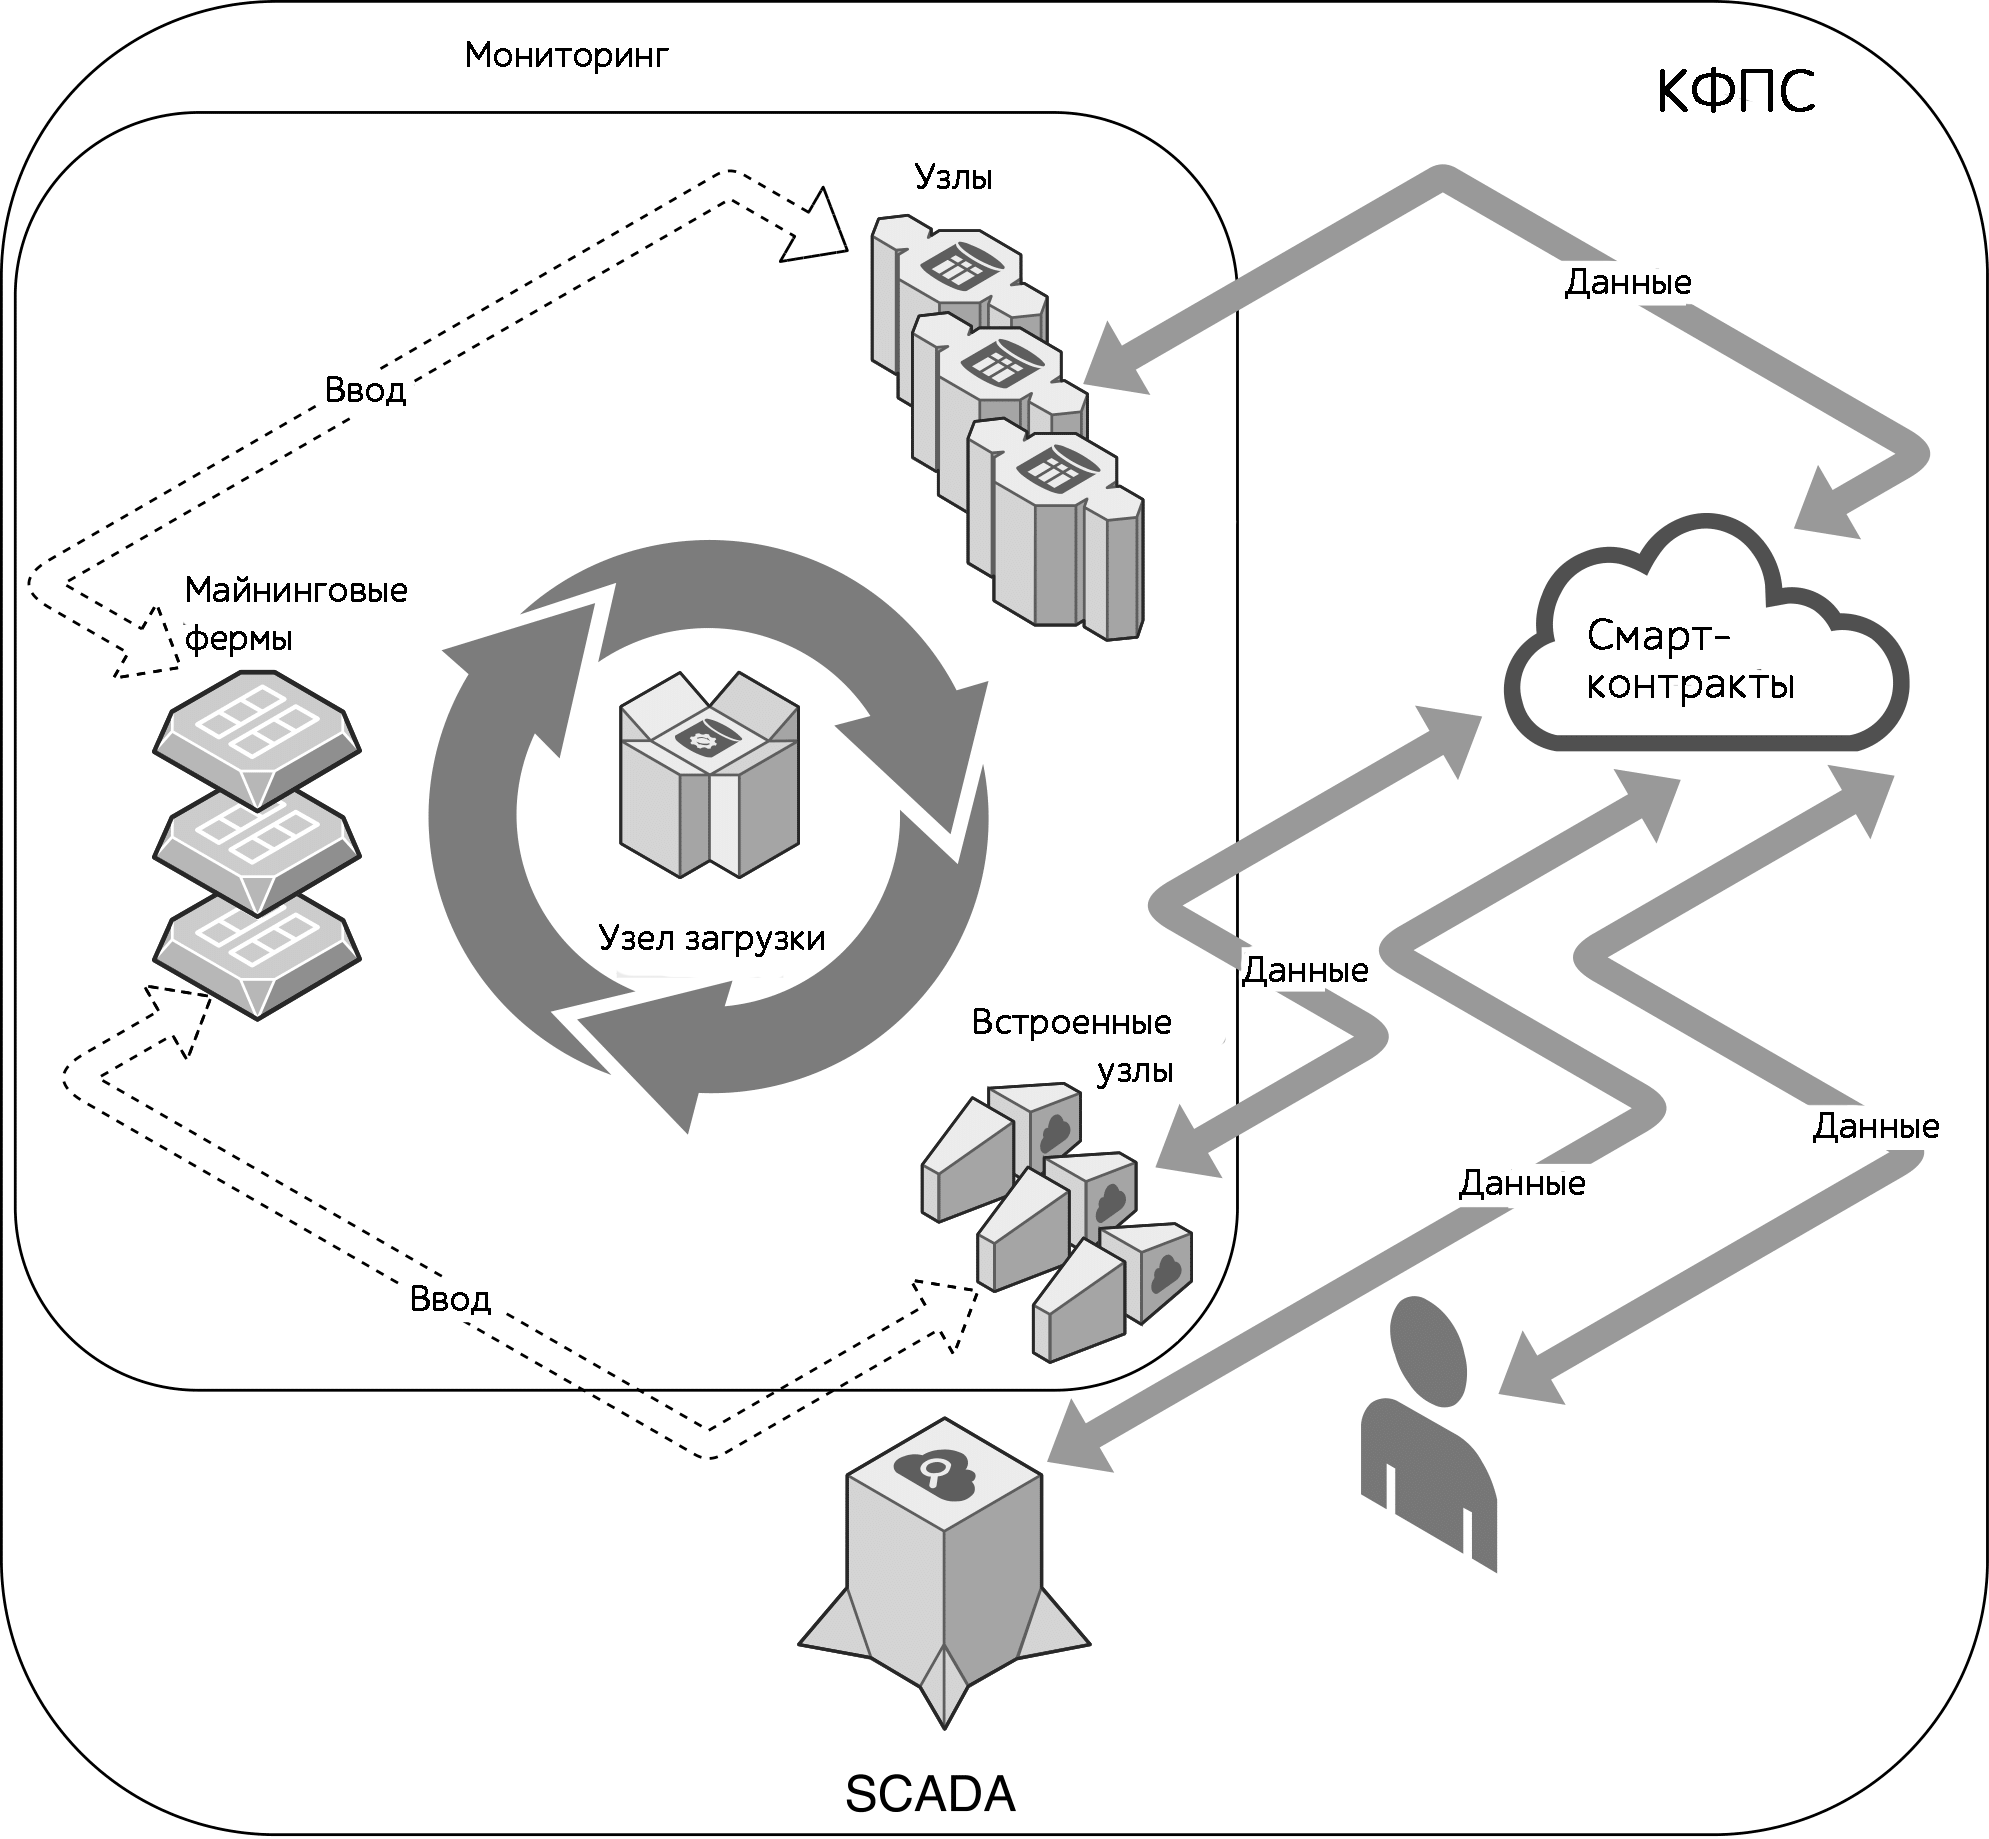 Мониторинг
КФПС
Узлы
Данные
Ввод
Майнинговые
фермы
Смарт-
контракты
Узел загрузки
Данные
Встроенные
узлы
Данные
Данные
Ввод
SCADA